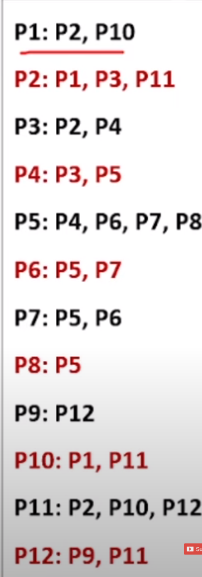 P1: P2, P10
P2: P1, P3, P11
P3: P2, P4
P4: P3, P5
P5: P4, P6, P7, P8
P6: P5, P7
P7: P5, P6
P8: P5
P9: P12
P10: P1, P11
P11: P2, P10, P12
P12: P9, P11